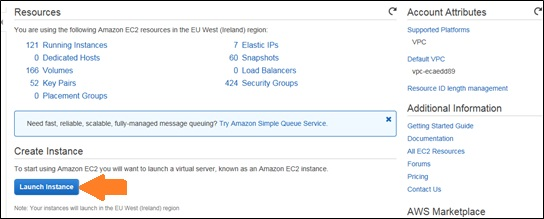 Resources
You are using the following Amazon EC2 resources in the EU West (Ireland) region:
121 Running Instances
7 Elastic IPs
0 Dedicated Hosts
60 Snapshots
166 Volumes
0 Load Balancers
52 Key Pairs
424 Security Groups
0 Placement Groups
Need fast, reliable, scalable, fully-managed message queuing? Try Amazon Simple Queue Service.
Create Instance
To start using Amazon EC2 you will want to launch a virtual server, known as an Amazon EC2 instance.
Launch Instance
Note: Your instances will launch in the EU West (Ireland) region
Account Attributes
Supported Platforms
VPC
Default VPC
vpc-ecaedd89
Resource ID length management
Additional Information
Getting Started Guide
Documentation
All EC2 Resources
Forums
Pricing
Contact Us
AWS Marketplace